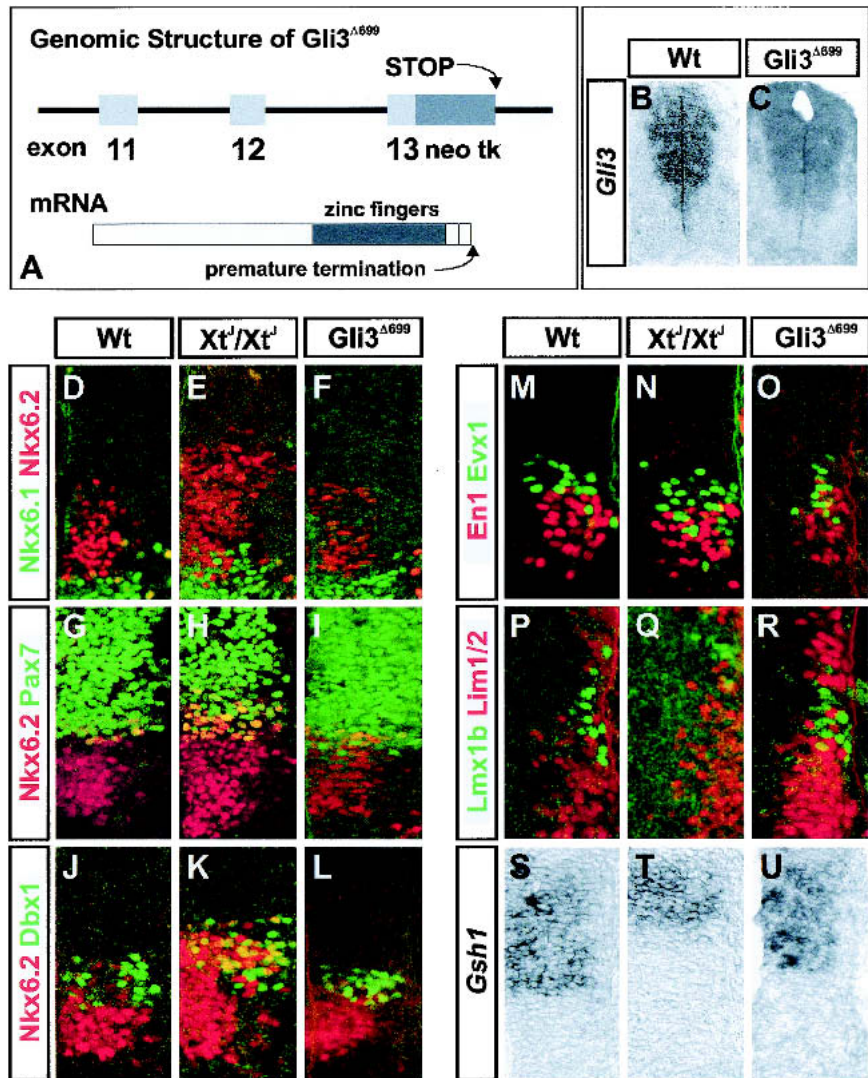 Genomic Structure of Gli3Δ699
STOP
exon 11 12 13 neo tk
mRNA
zinc fingers
premature termination
A
Wt Gli3Δ699
Gli3
B C
Wt XtJ/XtJ Gli3Δ699
Nkx6.1 Nkx6.2
D E F
Nkx6.2 Pax7
G H I
Nkx6.2 Dbx1
J K L
Wt XtJ/XtJ Gli3Δ699
En1 Evx1
M N O
Lmx1b Lim1/2
P Q R
Gsh1
S T U